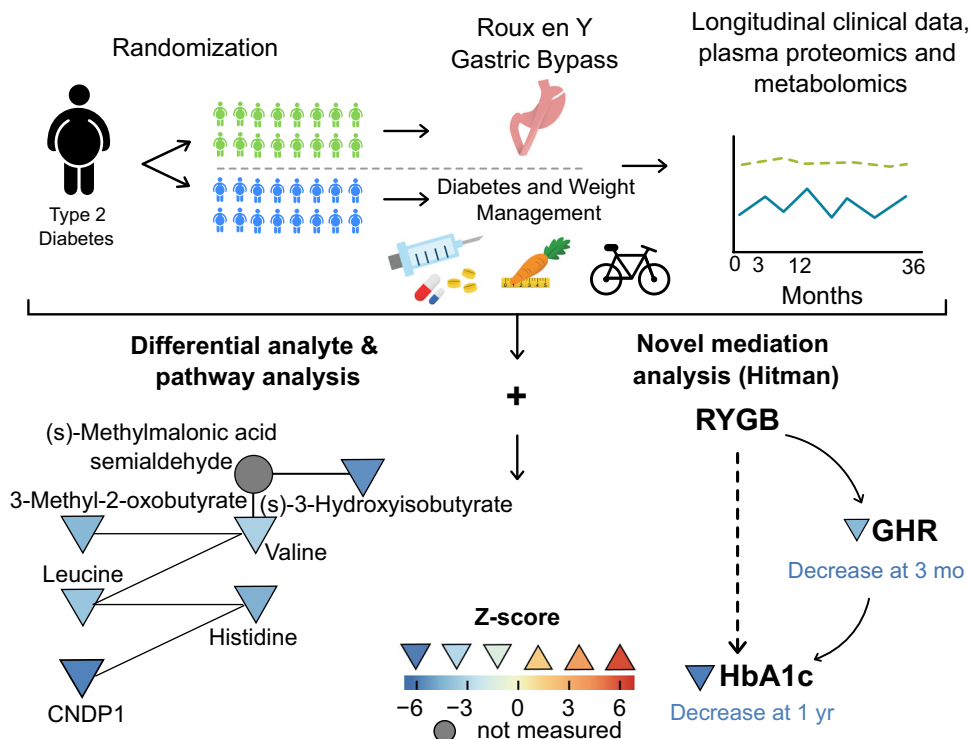 Randomization
Type 2
Diabetes
Roux en Y
Gastric Bypass
Diabetes and Weight
Management
Longitudinal clinical data,
plasma proteomics and
metabolomics
0 3 12 36
Months
Differential analyte &
pathway analysis
(s)-Methylmalonic acid
semialdehyde
3-Methyl-2-oxobutyrate
(s)-3-Hydroxyisobutyrate
Valine
Leucine
Histidine
CNDP1
+
Z-score
−6 −3 0 3 6
not measured
Novel mediation
analysis (Hitman)
RYGB
GHR
Decrease at 3 mo
HbA1c
Decrease at 1 yr